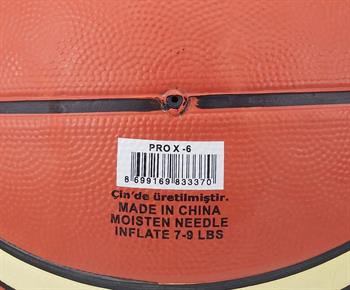 PRO X -6
8 699169 833370
Çin'de üretilmiştir.
MADE IN CHINA
MOISTEN NEEDLE
INFLATE 7-9 LBS